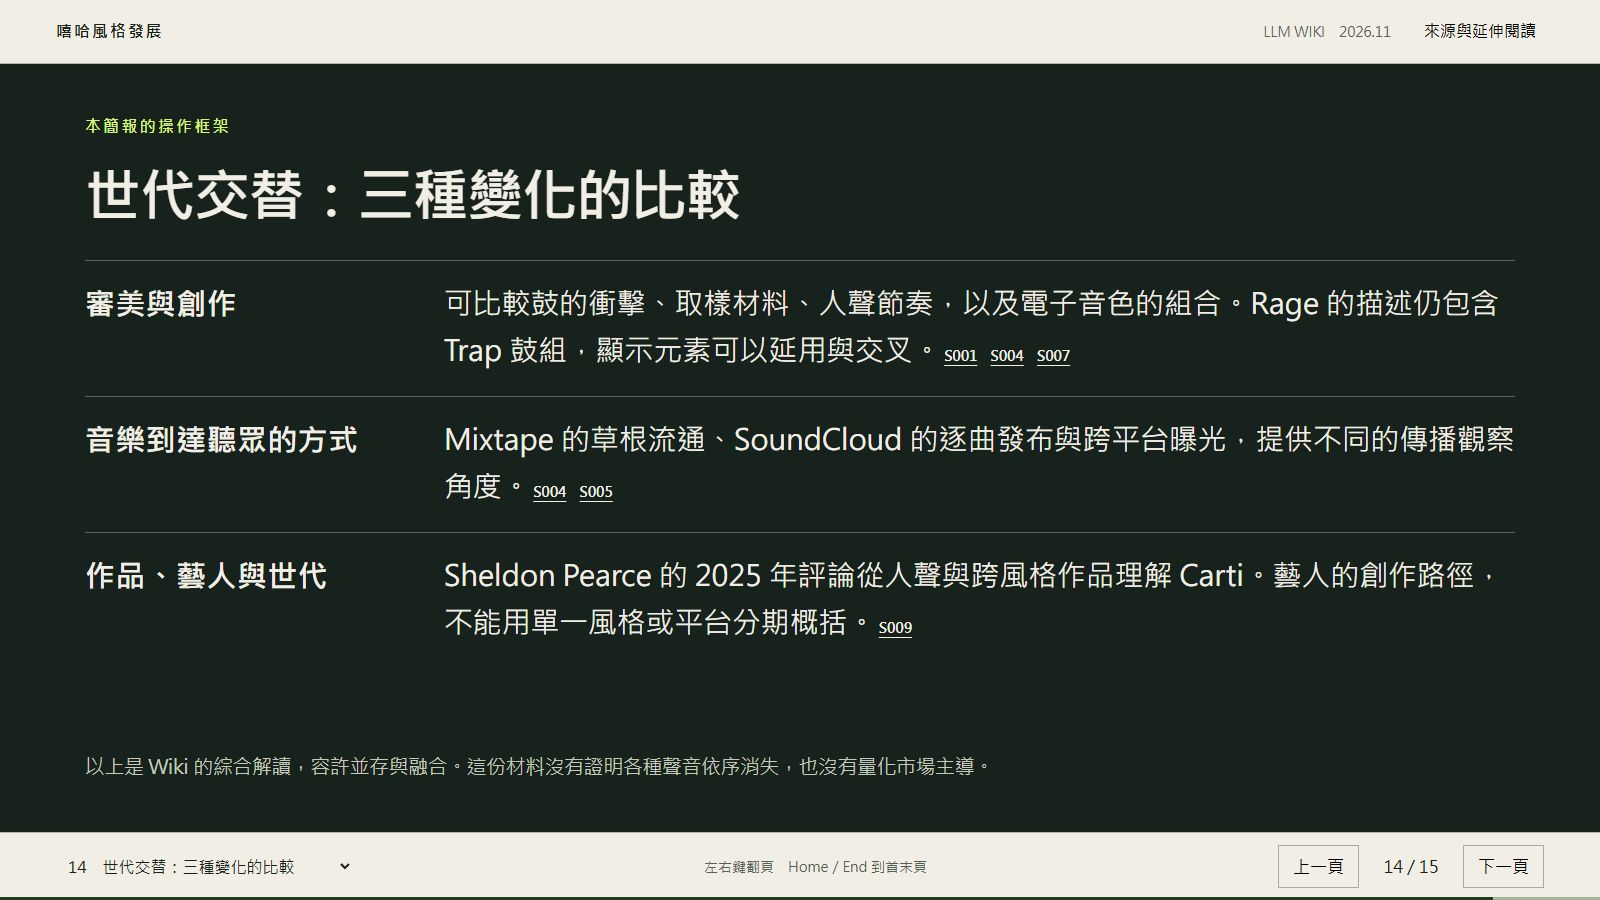 嘻哈風格發展
LLM WIKI 2026.11 來源與延伸閱讀
本簡報的操作框架
世代交替：三種變化的比較
審美與創作
可比較鼓的衝擊、取樣材料、人聲節奏，以及電子音色的組合。Rage 的描述仍包含
Trap 鼓組，顯示元素可以延用與交叉。 S001 S004 S007
音樂到達聽眾的方式
Mixtape 的草根流通、SoundCloud 的逐曲發布與跨平台曝光，提供不同的傳播觀察
角度。 S004 S005
作品、藝人與世代
Sheldon Pearce 的 2025 年評論從人聲與跨風格作品理解 Carti。藝人的創作路徑，
不能用單一風格或平台分期概括。 S009
以上是 Wiki 的綜合解讀，容許並存與融合。這份材料沒有證明各種聲音依序消失，也沒有量化市場主導。
14 世代交替：三種變化的比較
左右鍵翻頁 Home / End 到首末頁
上一頁 14 / 15 下一頁